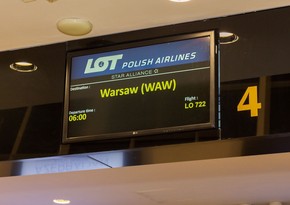 LOT POLISH AIRLINES
STAR ALLIANCE
Destination :
Warsaw (WAW)
Departure time :
Flight :
06:00
LO 722
4